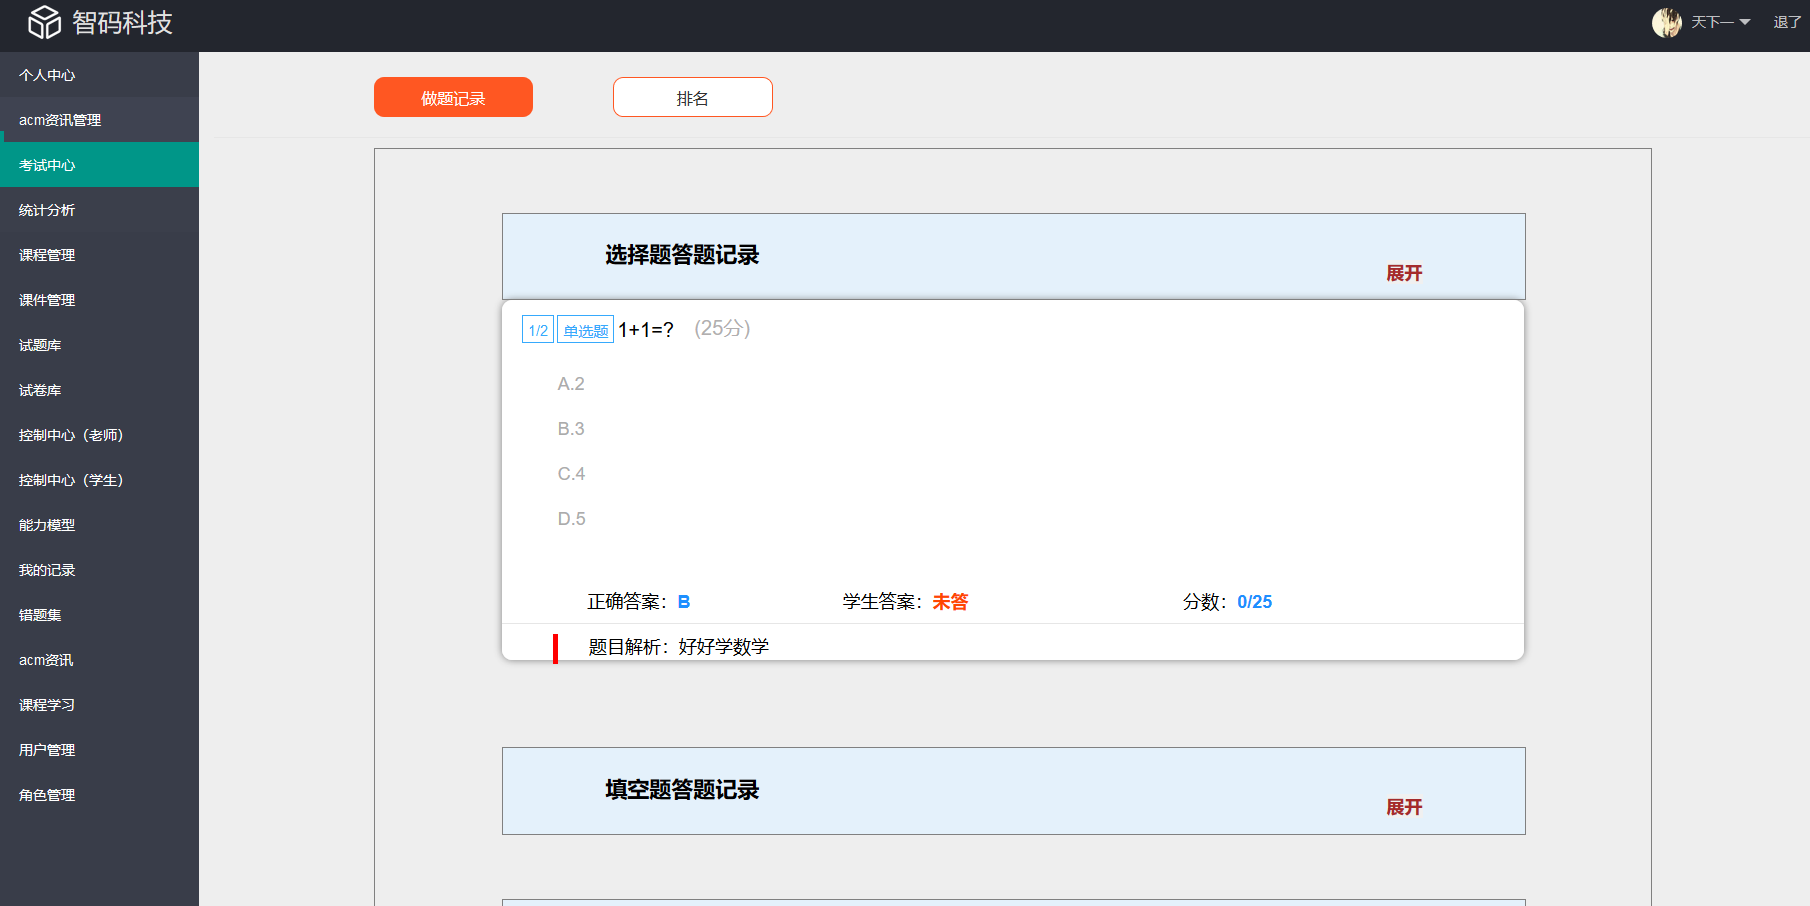 智码科技
天下一
退了
个人中心
acm资讯管理
考试中心
统计分析
课程管理
课件管理
试题库
试卷库
控制中心（老师）
控制中心（学生）
能力模型
我的记录
错题集
acm资讯
课程学习
用户管理
角色管理
做题记录
排名
选择题答题记录
展开
1/2 单选题 1+1=? (25分)
A.2
B.3
C.4
D.5
正确答案：B 学生答案：未答 分数：0/25
题目解析：好好学数学
填空题答题记录
展开